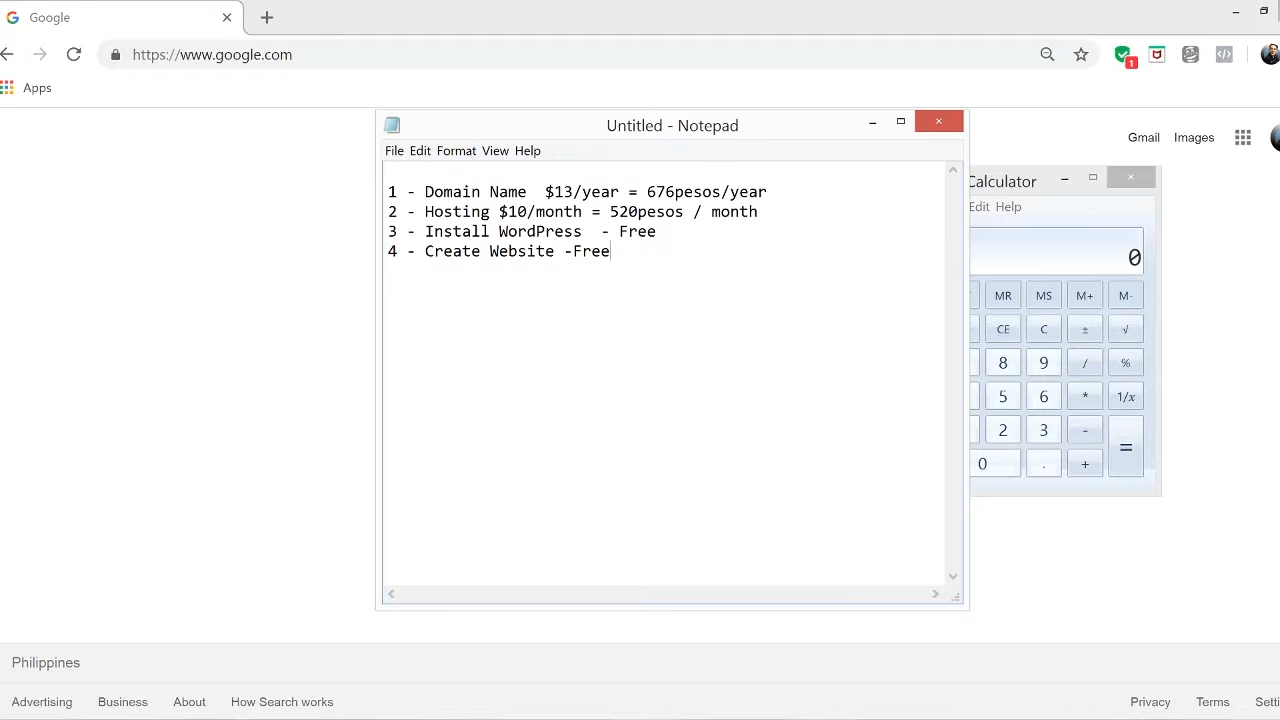 Google
https://www.google.com
1
Apps
Untitled - Notepad
File Edit Format View Help
Gmail Images
Calculator
Edit Help
0
1 - Domain Name  $13/year = 676pesos/year
2 - Hosting $10/month = 520pesos / month
3 - Install WordPress  - Free
4 - Create Website -Free
MR MS M+ M-
CE C ± √
8 9 / %
5 6 * 1/x
2 3 - =
0 . +
Philippines
Advertising Business About How Search works
Privacy Terms Setti